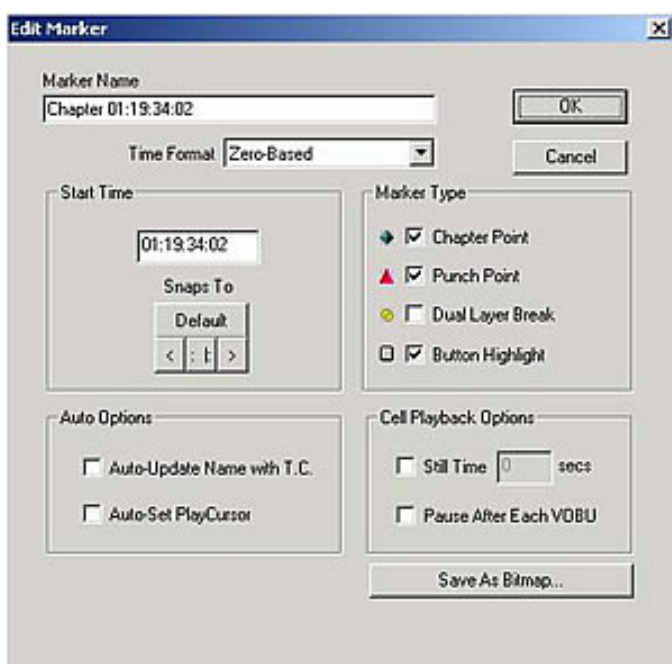 Edit Marker
Marker Name
Chapter 01:19:34:02
OK
Time Format Zero-Based
Cancel
Start Time
01:19:34:02
Snaps To
Default
< >
Marker Type
Chapter Point
Punch Point
Dual Layer Break
Button Highlight
Auto Options
Auto-Update Name with T.C.
Auto-Set PlayCursor
Cell Playback Options
Still Time 0 secs
Pause After Each VOBU
Save As Bitmap...